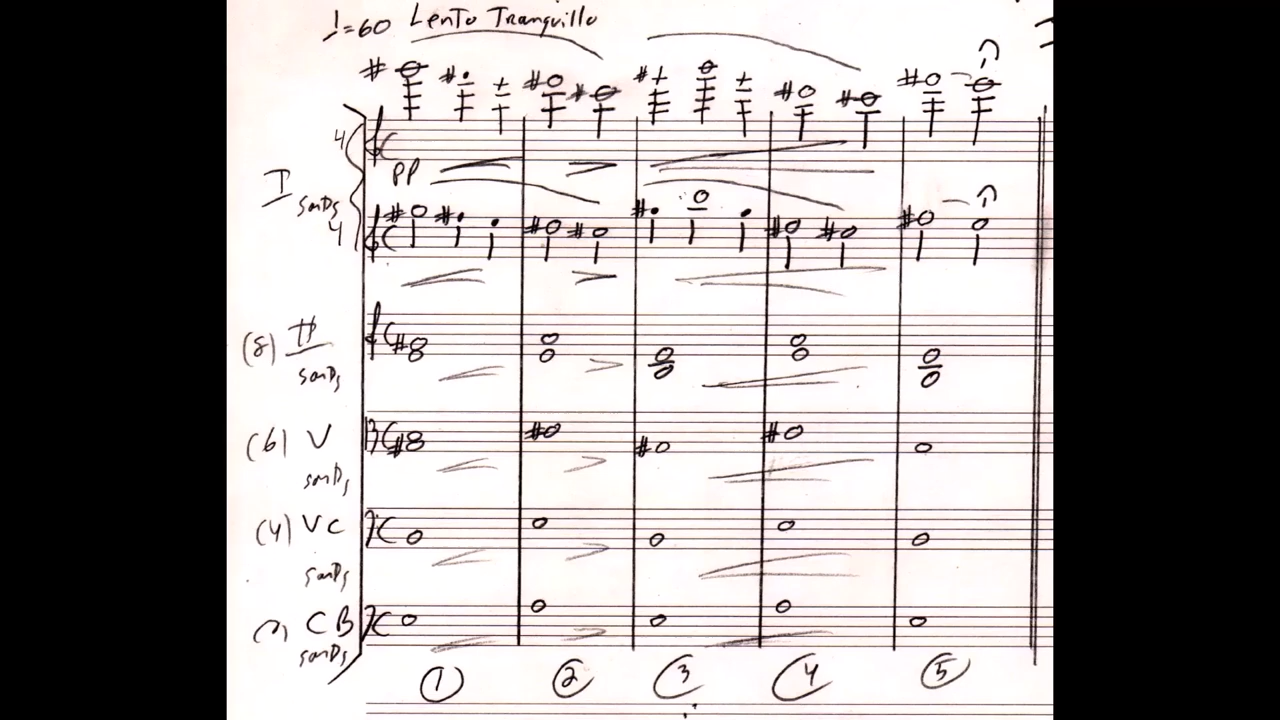 ♩=60 Lento Tranquillo
4
pp
I
sords
4
(8) II
sords
(6) V
sords
(4) VC
sords
CB
sords
1 2 3 4 5